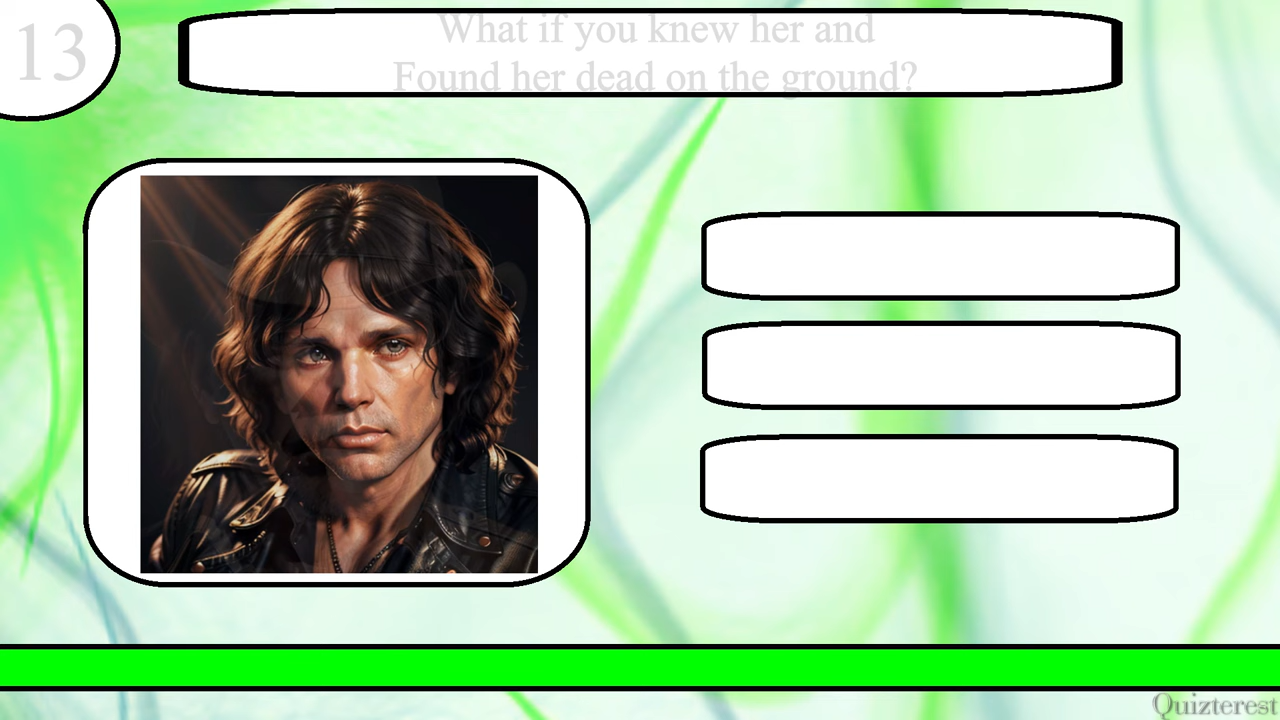 13
What if you knew her and
Found her dead on the ground?
Quizterest